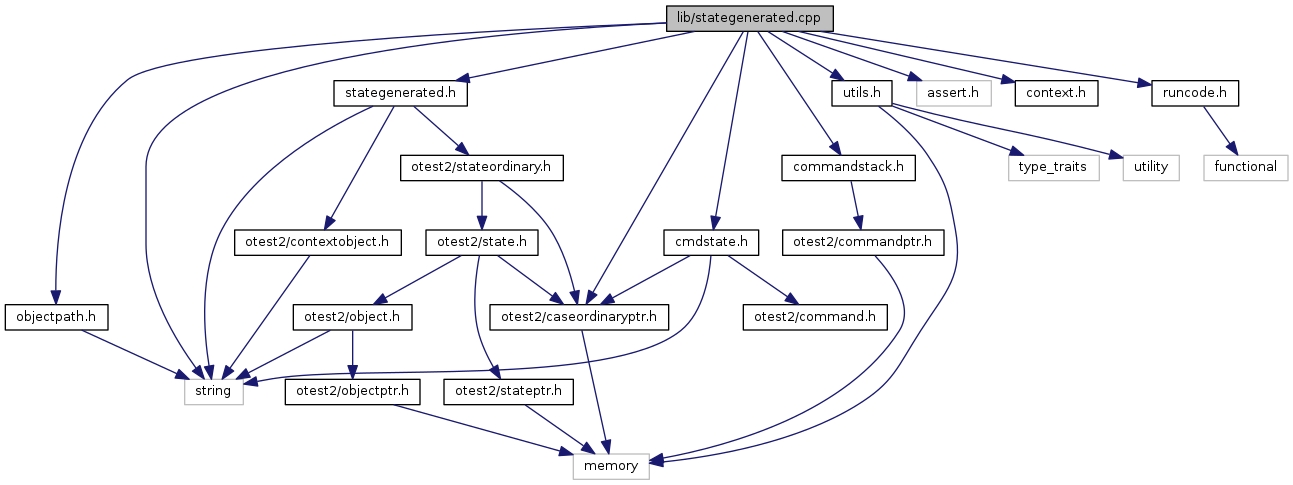 lib/stategenerated.cpp
stategenerated.h
utils.h
assert.h
context.h
runcode.h
otest2/stateordinary.h
commandstack.h
type_traits
utility
functional
otest2/contextobject.h
otest2/state.h
cmdstate.h
otest2/commandptr.h
objectpath.h
otest2/object.h
otest2/caseordinaryptr.h
otest2/command.h
string
otest2/objectptr.h
otest2/stateptr.h
memory